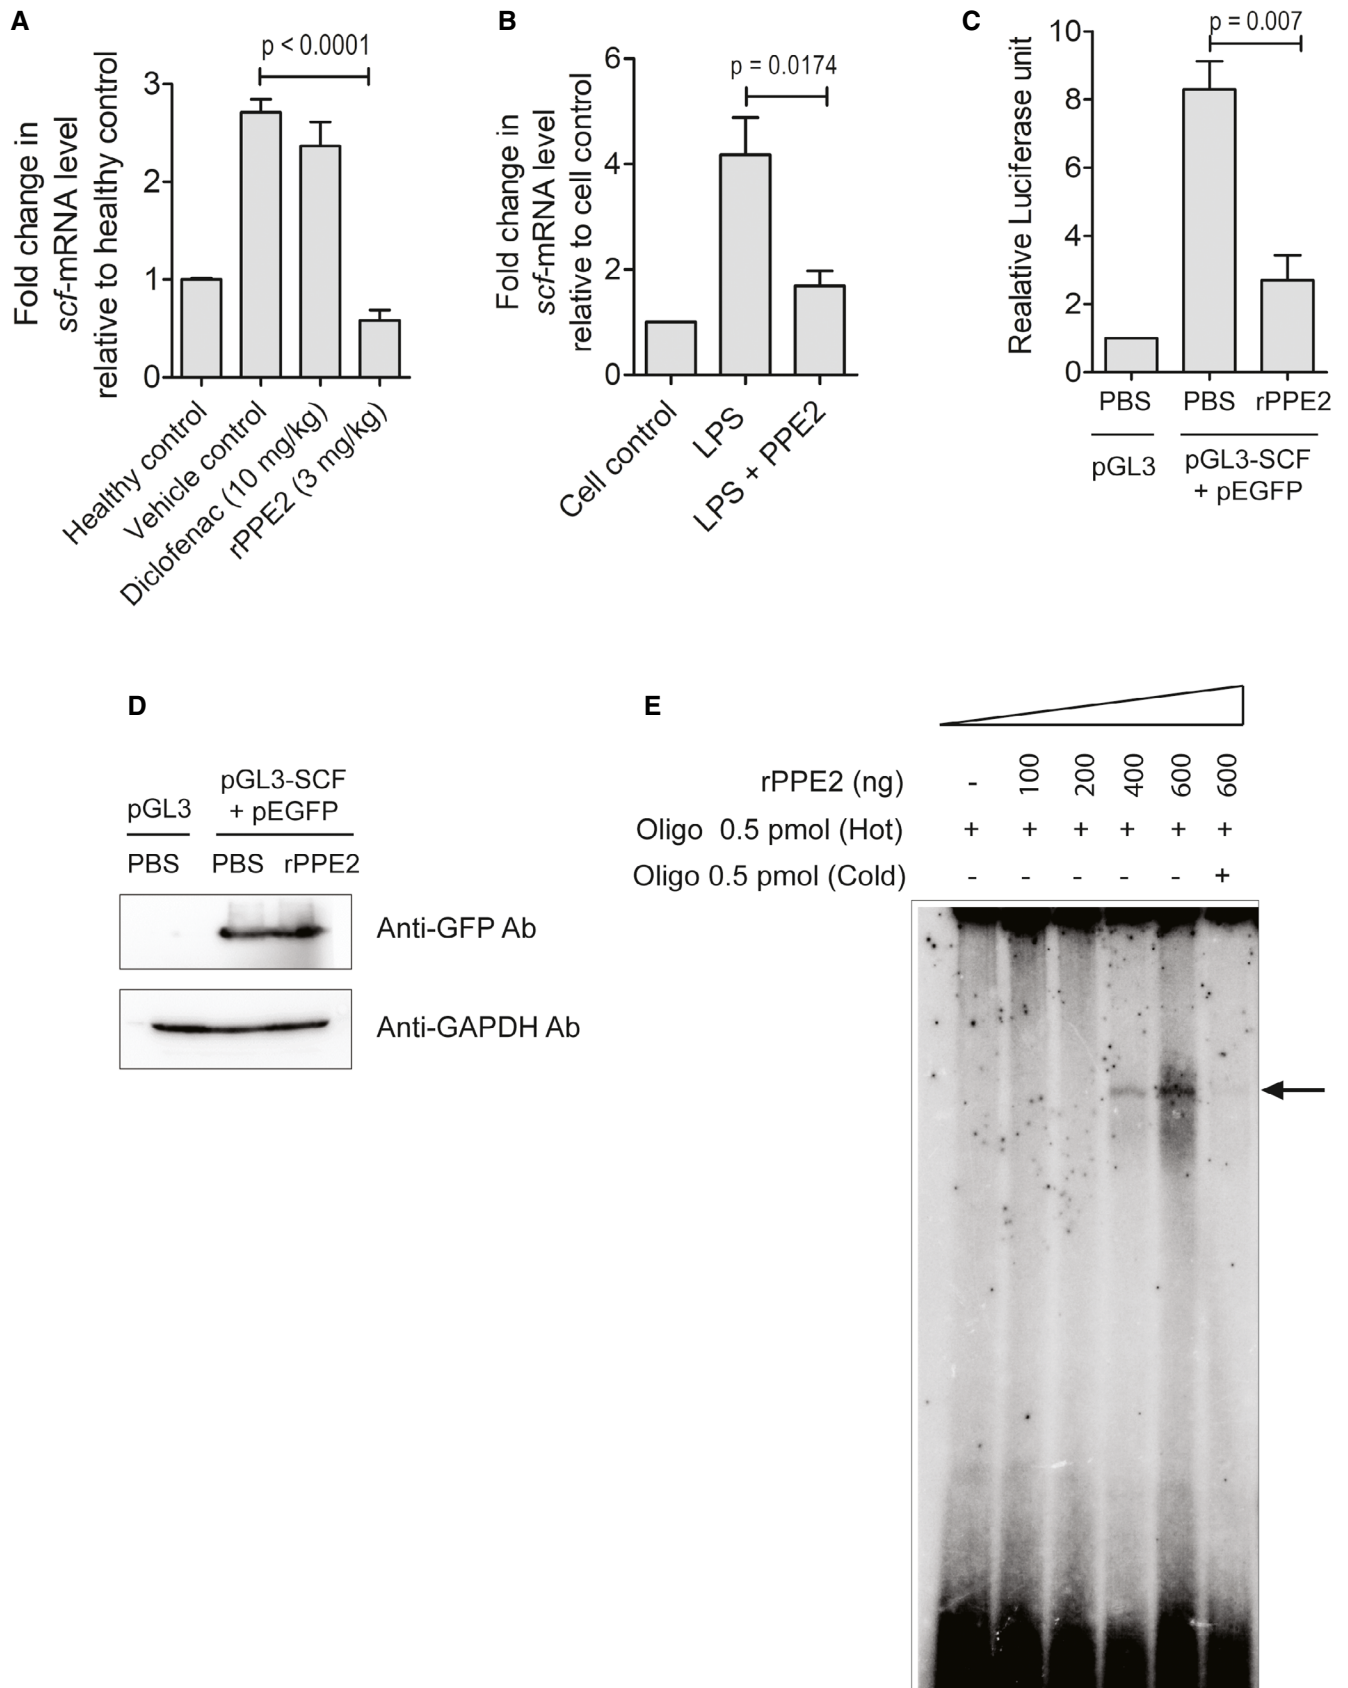 A
Fold change in
scf-mRNA level
relative to healthy control
p < 0.0001
3
2
1
0
Healthy control
Vehicle control
Diclofenac (10 mg/kg)
rPPE2 (3 mg/kg)
B
Fold change in
scf-mRNA level
relative to cell control
p = 0.0174
6
4
2
0
Cell control
LPS
LPS + PPE2
C
Realative Luciferase unit
p = 0.007
10
8
6
4
2
0
PBS PBS rPPE2
pGL3 pGL3-SCF
+ pEGFP
D
pGL3 pGL3-SCF
+ pEGFP
PBS PBS rPPE2
Anti-GFP Ab
Anti-GAPDH Ab
E
rPPE2 (ng) - 100 200 400 600 600
Oligo 0.5 pmol (Hot) + + + + + +
Oligo 0.5 pmol (Cold) - - - - - +